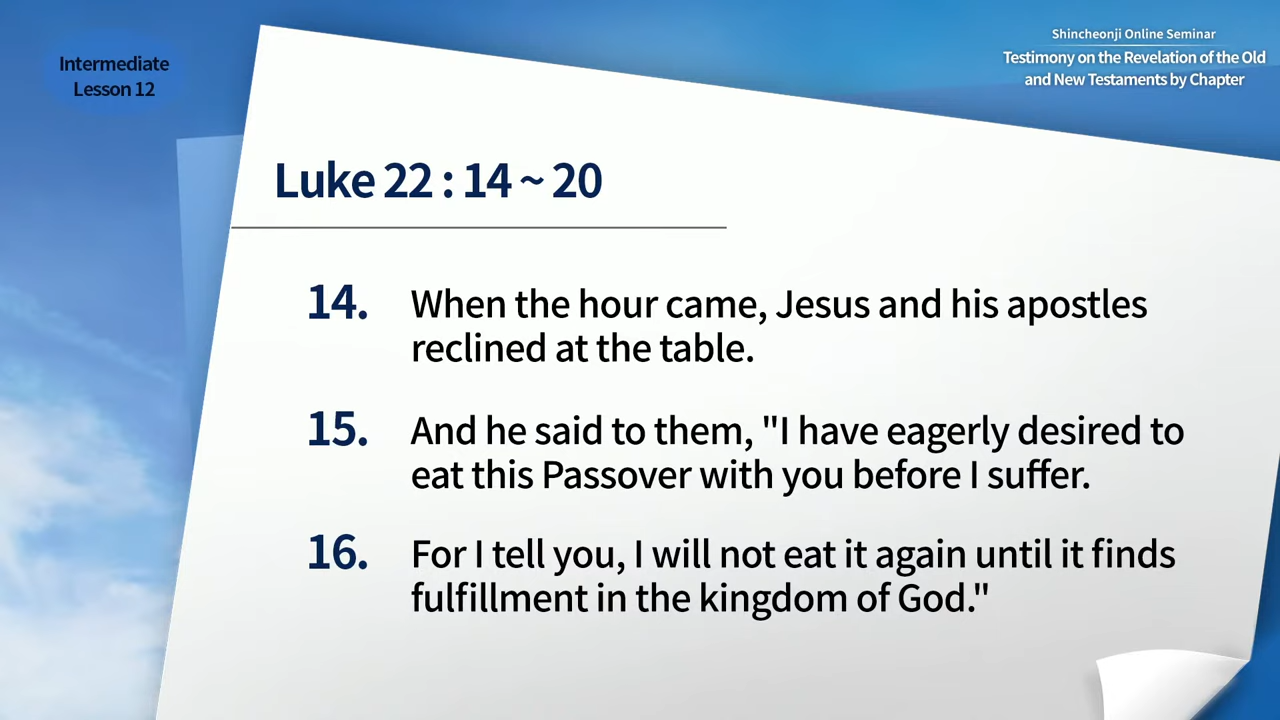 Intermediate
Lesson 12
Shincheonji Online Seminar
Testimony on the Revelation of the Old
and New Testaments by Chapter
Luke 22 : 14 ~ 20
14. When the hour came, Jesus and his apostles
reclined at the table.
15. And he said to them, "I have eagerly desired to
eat this Passover with you before I suffer.
16. For I tell you, I will not eat it again until it finds
fulfillment in the kingdom of God."